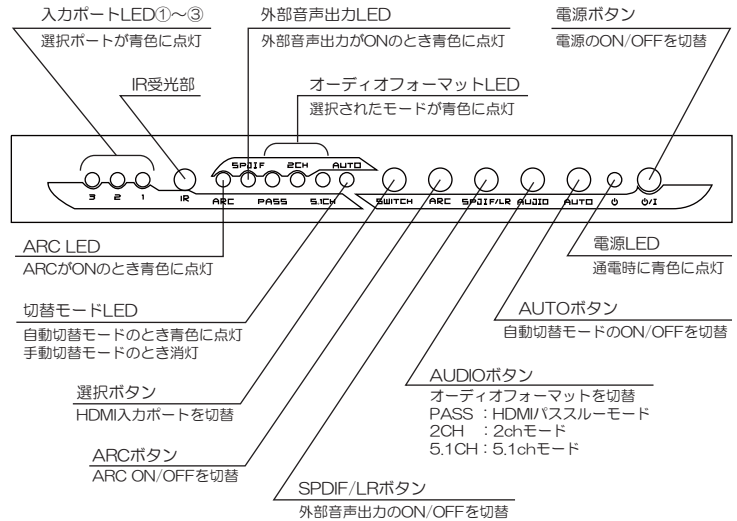 入力ポートLED①～③
選択ポートが青色に点灯
外部音声出力LED
外部音声出力がONのとき青色に点灯
電源ボタン
電源のON/OFFを切替
IR受光部
オーディオフォーマットLED
選択されたモードが青色に点灯
SPDIF 2CH AUTO
3 2 1 IR ARC PASS 5.1CH SWITCH ARC SPDIF/LR AUDIO AUTO ⏻ ⏻/I
ARC LED
ARCがONのとき青色に点灯
電源LED
通電時に青色に点灯
切替モードLED
自動切替モードのとき青色に点灯
手動切替モードのとき消灯
AUTOボタン
自動切替モードのON/OFFを切替
選択ボタン
HDMI入力ポートを切替
AUDIOボタン
オーディオフォーマットを切替
PASS：HDMIパススルーモード
2CH ：2chモード
5.1CH：5.1chモード
ARCボタン
ARC ON/OFFを切替
SPDIF/LRボタン
外部音声出力のON/OFFを切替